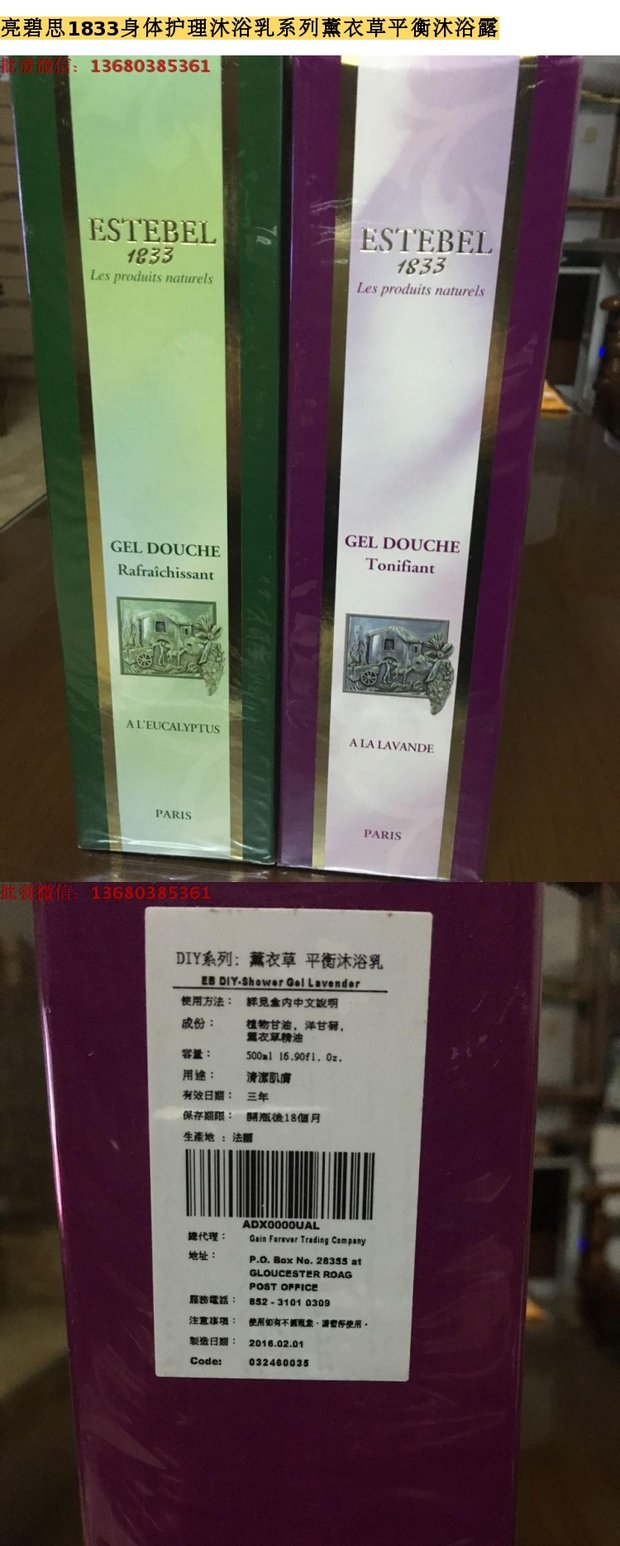 亮碧思1833身体护理沐浴乳系列薰衣草平衡沐浴露
批微信：13680385361
ESTEBEL
1833
Les produits naturels
GEL DOUCHE
Rafraîchissant
A L'EUCALYPTUS
PARIS
ESTEBEL
1833
Les produits naturels
GEL DOUCHE
Tonifiant
A LA LAVANDE
PARIS
微信：13680385361
DIY系列: 薰衣草 平衡沐浴乳
EB DIY-Shower Gel Lavender
使用方法： 詳見盒内中文說明
成份： 植物甘油, 洋甘菊,
薰衣草精油
容量： 500ml 16.90fl. Oz.
用途： 清潔肌膚
有效日期： 三年
保存期限： 開瓶後18個月
生產地 : 法國
ADX0000UAL
總代理： Gain Forever Trading Company
地址： P.O. Box No. 28355 at
GLOUCESTER ROAG
POST OFFICE
服務電話： 852 - 3101 0309
注意事項： 使用如有不適現象，請暫停使用。
製造日期： 2016.02.01
Code: 032460035